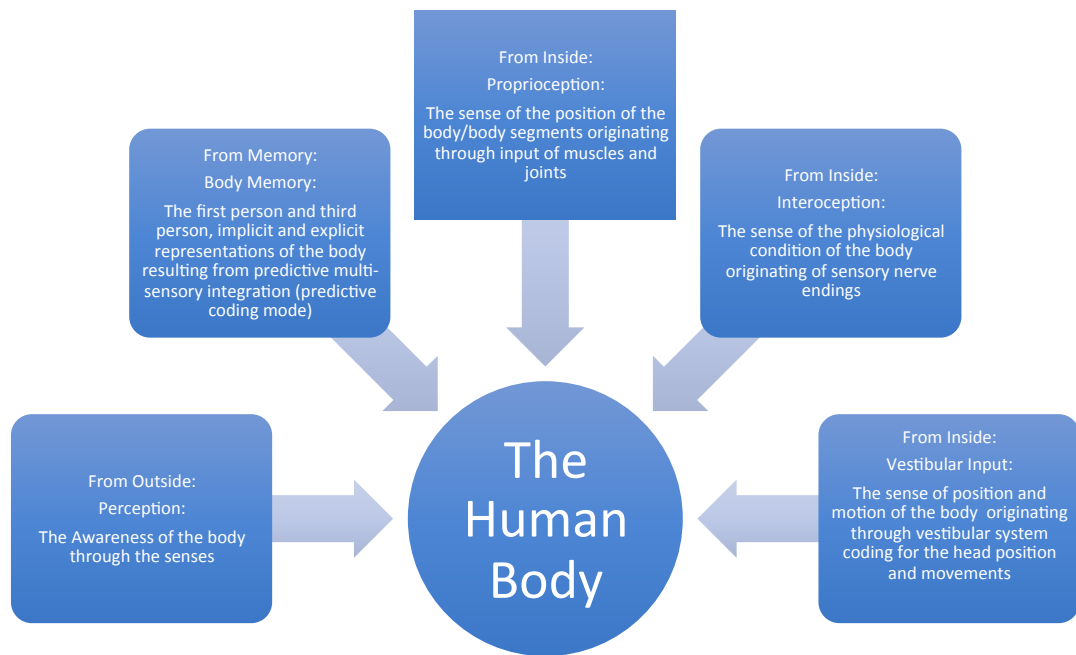 From Inside:
Proprioception:
The sense of the position of the
body/body segments originating
through input of muscles and
joints
From Memory:
Body Memory:
The first person and third
person, implicit and explicit
representations of the body
resulting from predictive multi-
sensory integration (predictive
coding mode)
From Inside:
Interoception:
The sense of the physiological
condition of the body
originating of sensory nerve
endings
From Outside:
Perception:
The Awareness of the body
through the senses
The
Human
Body
From Inside:
Vestibular Input:
The sense of position and
motion of the body originating
through vestibular system
coding for the head position
and movements